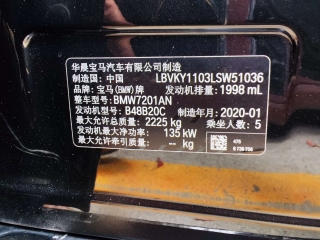 华晨宝马汽车有限公司制造
制造国：中国 LBVKY1103LSW51036
品牌：宝马(BMW)牌 发动机排量：1998 mL
整车型号：BMW7201AN
发动机型号：B48B20C 制造年月：2020-01
最大允许总质量：2225 kg 乘坐人数：5
发动机最大净功率：135 kW
最大允许牵引质量：-- kg